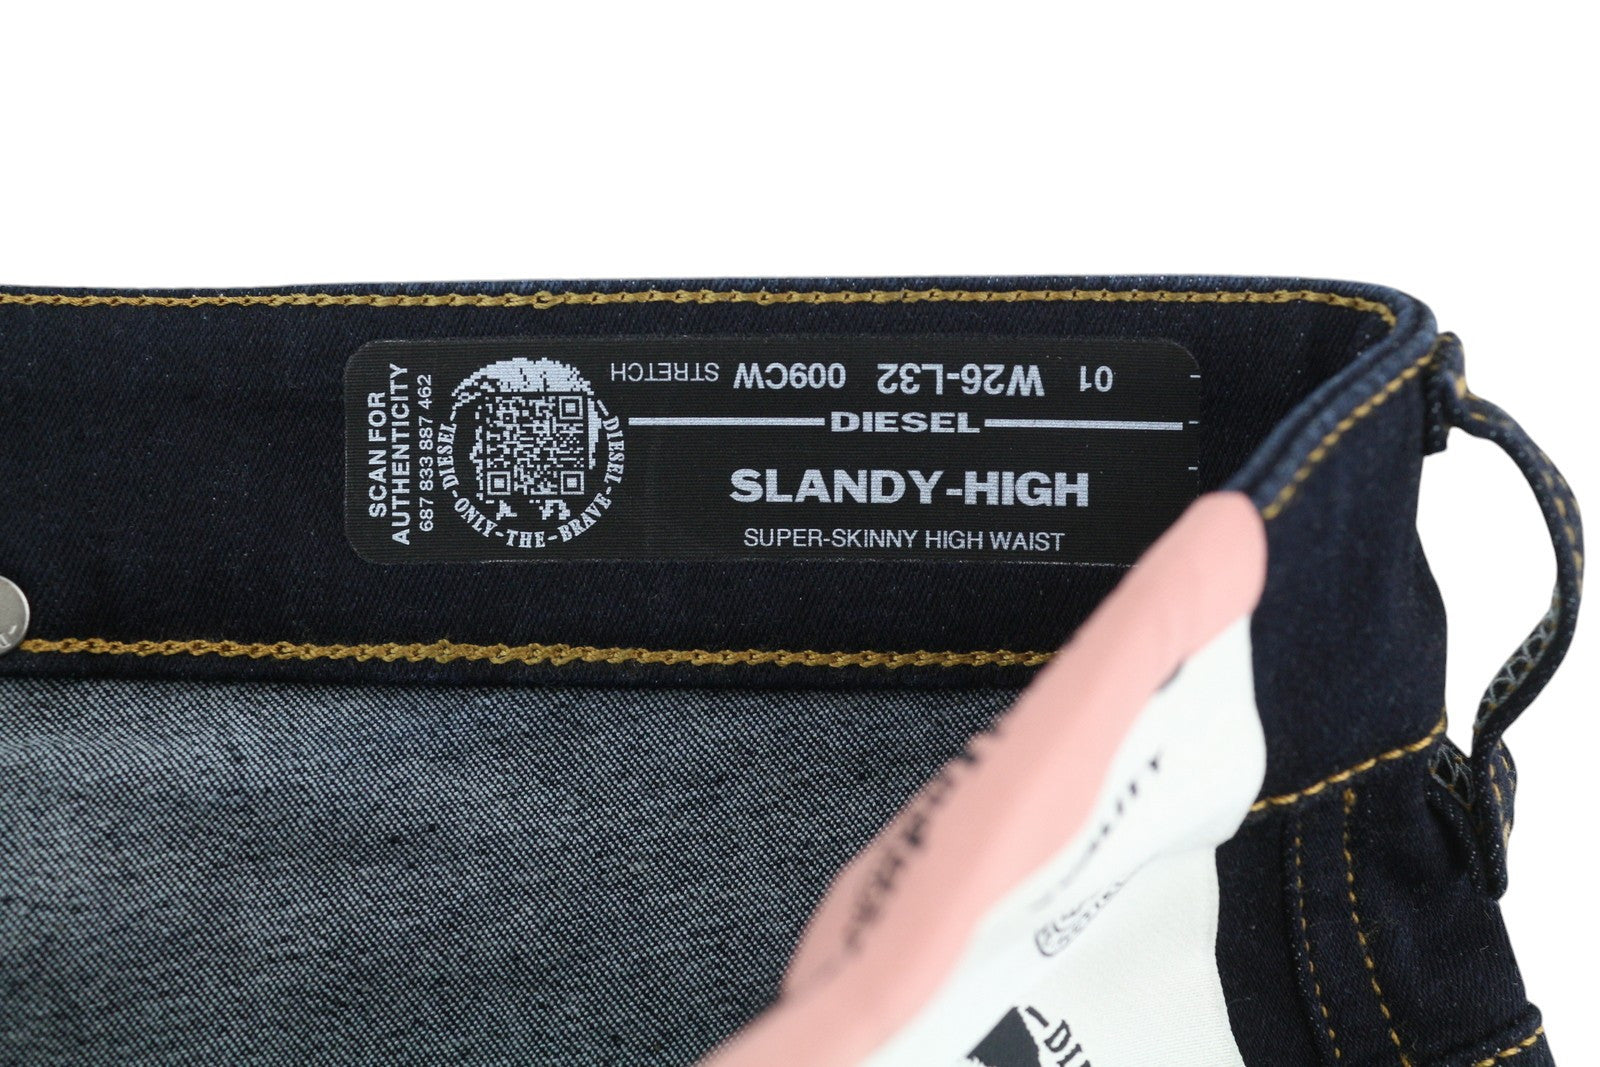 SCAN FOR
AUTHENTICITY
687 833 887 462
DIESEL-ONLY-THE-BRAVE-DIESEL
01 W26-L32 009CW STRETCH
DIESEL
SLANDY-HIGH
SUPER-SKINNY HIGH WAIST